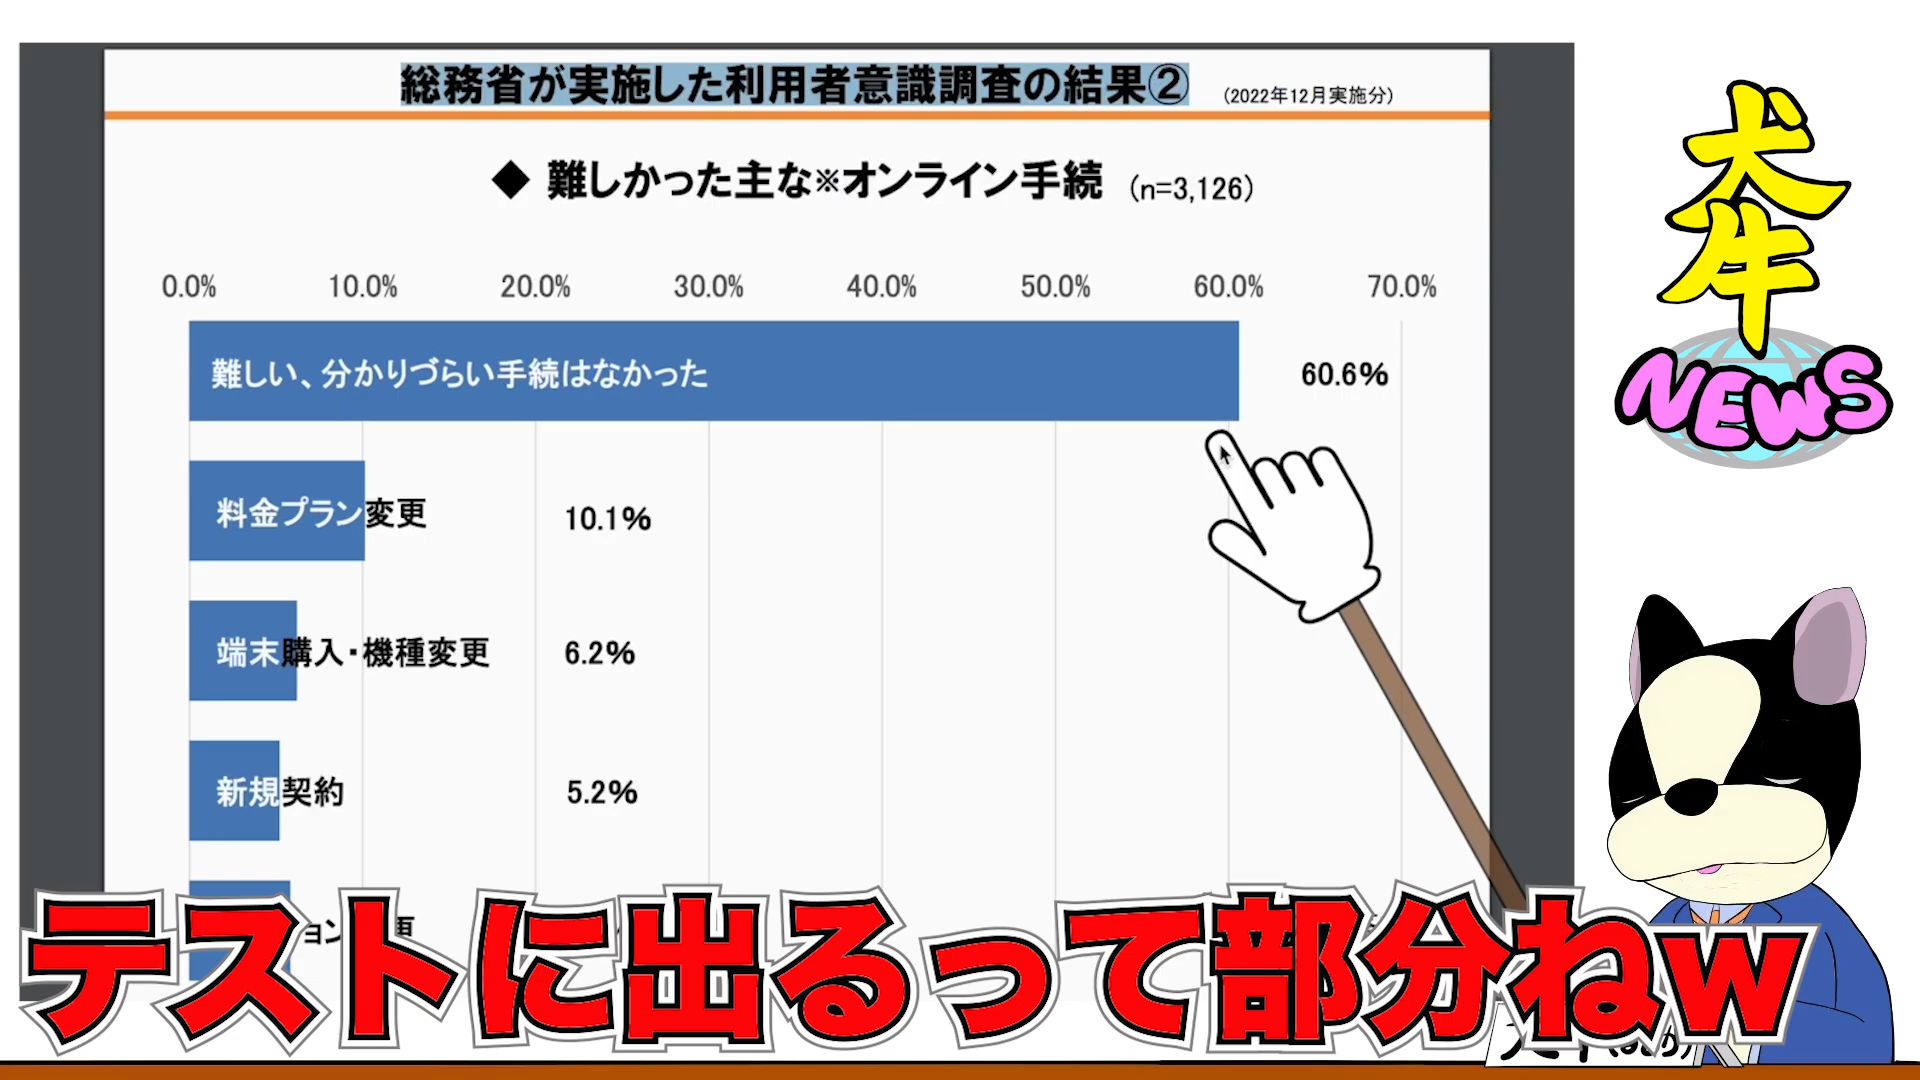 総務省が実施した利用者意識調査の結果② (2022年12月実施分)
◆ 難しかった主な※オンライン手続 (n=3,126)
0.0% 10.0% 20.0% 30.0% 40.0% 50.0% 60.0% 70.0%
難しい、分かりづらい手続はなかった 60.6%
料金プラン変更 10.1%
端末購入・機種変更 6.2%
新規契約 5.2%
テストに出るって部分ねw
犬
牛
NEWS